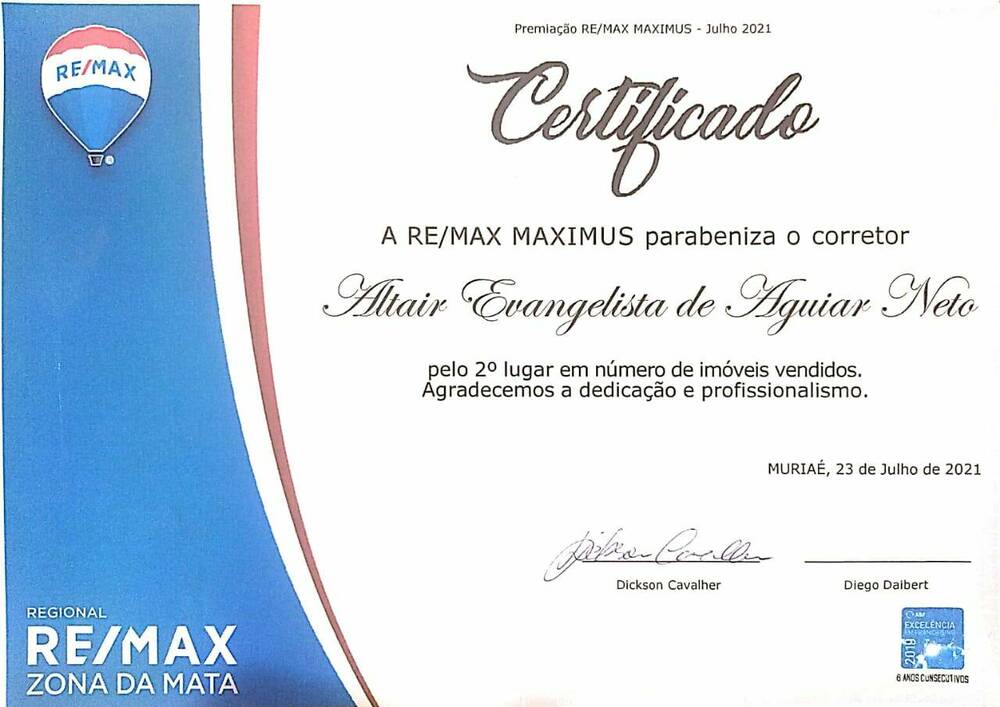 Premiação RE/MAX MAXIMUS - Julho 2021
RE/MAX
Certificado
A RE/MAX MAXIMUS parabeniza o corretor
Altair Evangelista de Aguiar Neto
pelo 2º lugar em número de imóveis vendidos.
Agradecemos a dedicação e profissionalismo.
MURIAÉ, 23 de Julho de 2021
Dickson Cavalher
Diego Daibert
REGIONAL
RE/MAX
ZONA DA MATA
EXCELÊNCIA
2019
6 ANOS CONSECUTIVOS